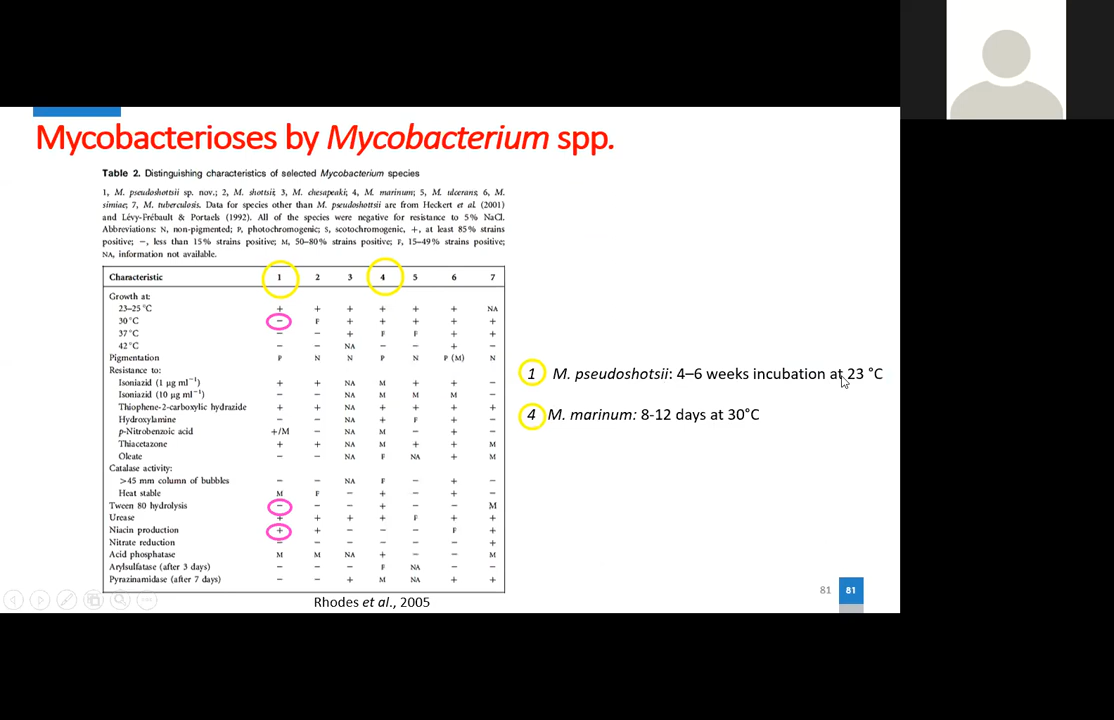 Mycobacterioses by Mycobacterium spp.
Table 2. Distinguishing characteristics of selected Mycobacterium species
1, M. pseudoshottsii sp. nov.; 2, M. shottsii; 3, M. chesapeaki; 4, M. marinum; 5, M. ulcerans; 6, M.
simiae; 7, M. tuberculosis. Data for species other than M. pseudoshottsii are from Heckert et al. (2001)
and Lévy-Frébault & Portaels (1992). All of the species were negative for resistance to 5% NaCl.
Abbreviations: N, non-pigmented; P, photochromogenic; S, scotochromogenic, +, at least 85% strains
positive; −, less than 15% strains positive; M, 50–80% strains positive; F, 15–49% strains positive;
NA, information not available.
Characteristic 1 2 3 4 5 6 7
Growth at:
23–25 °C + + + + + + NA
30 °C − F + + + + +
37 °C − − + F F + +
42 °C − − NA − − + −
Pigmentation P N N P N P (M) N
Resistance to:
Isoniazid (1 μg ml⁻¹) + + NA M + + −
Isoniazid (10 μg ml⁻¹) − − NA M M M −
Thiophene-2-carboxylic hydrazide + + NA + + + +
Hydroxylamine − − NA + F + −
p-Nitrobenzoic acid +/M − NA M − + −
Thiacetazone + + NA M + + M
Oleate − − NA F NA + M
Catalase activity:
>45 mm column of bubbles − − NA F − + −
Heat stable M F − + − + −
Tween 80 hydrolysis − − − + − − M
Urease + + + + F + +
Niacin production + + − − − F +
Nitrate reduction − − − − − − +
Acid phosphatase M M NA + − − M
Arylsulfatase (after 3 days) − − − F NA − −
Pyrazinamidase (after 7 days) − − + M NA + +
Rhodes et al., 2005
1 M. pseudoshotsii: 4–6 weeks incubation at 23 °C
4 M. marinum: 8-12 days at 30°C
81 81